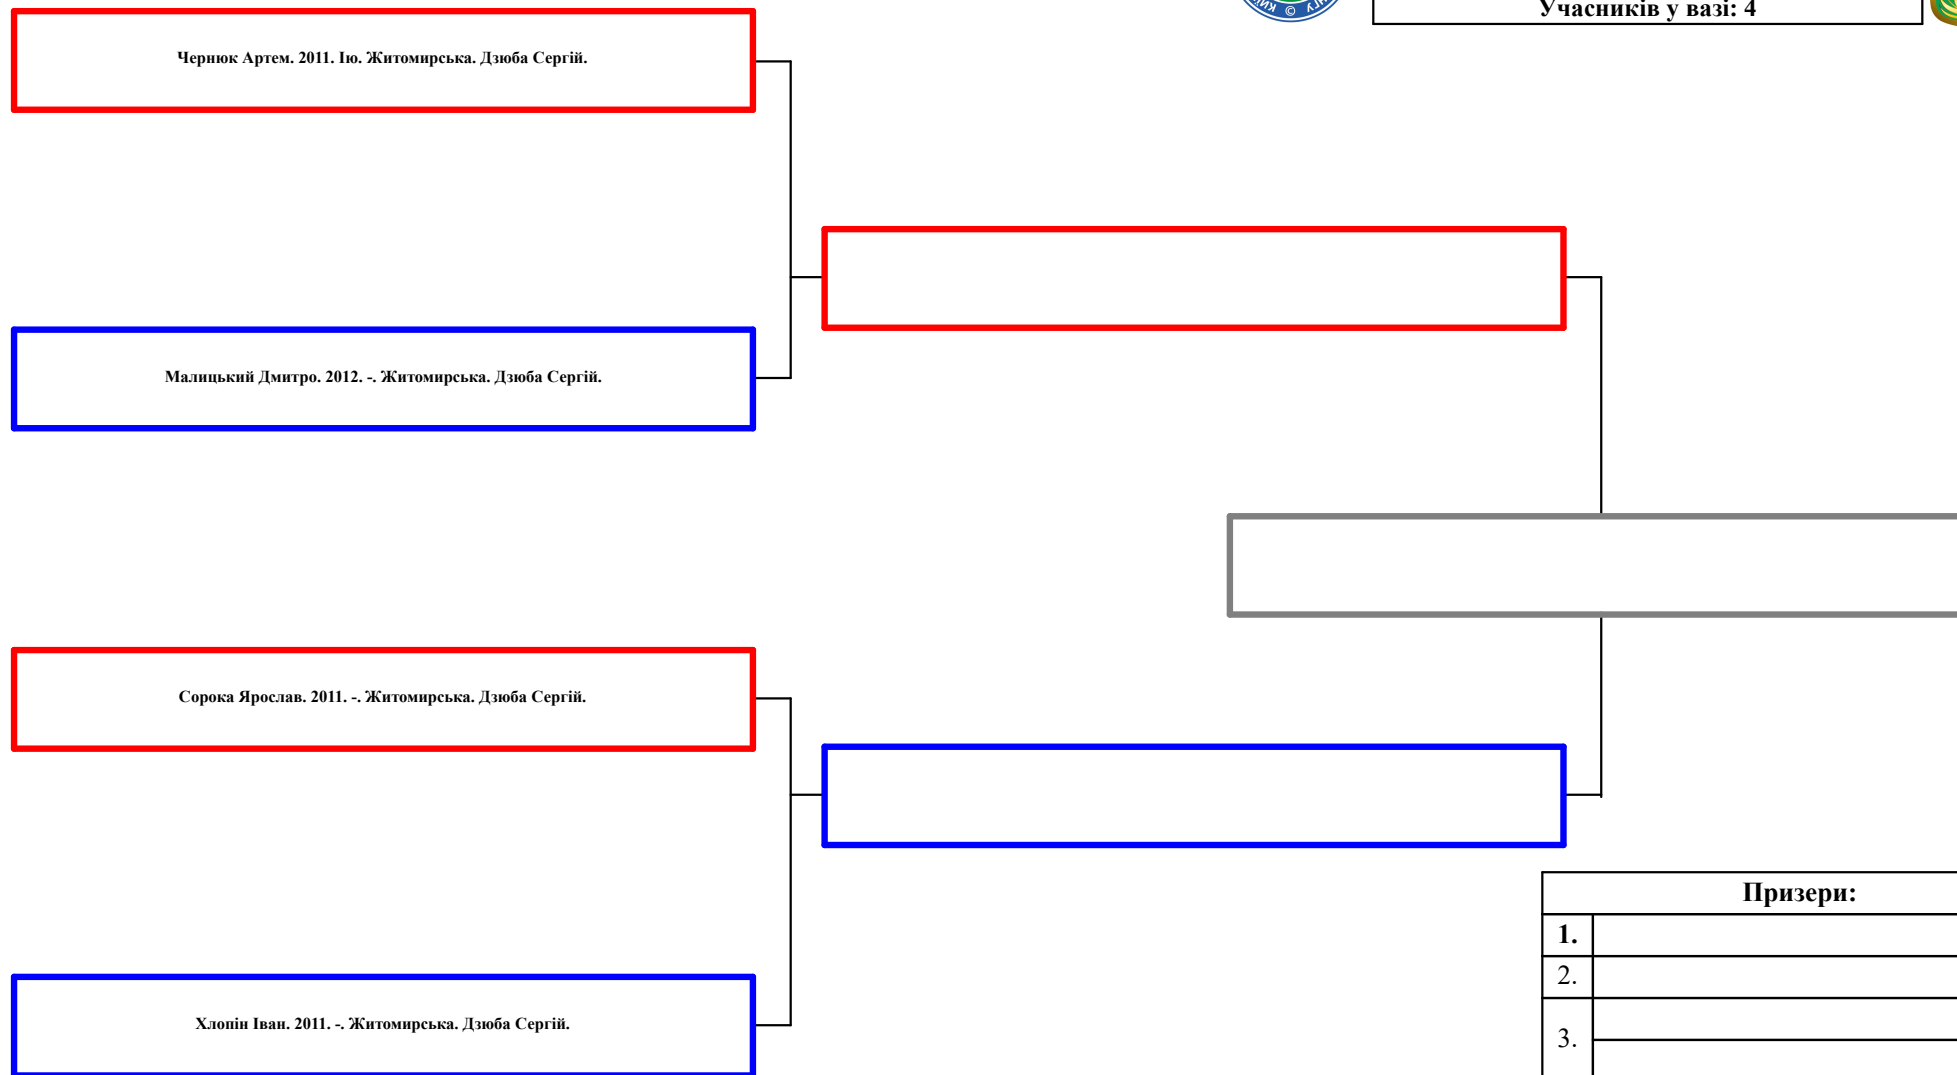 Учасників у вазі: 4
Чернюк Артем. 2011. Ію. Житомирська. Дзюба Сергій.
Малицький Дмитро. 2012. -. Житомирська. Дзюба Сергій.
Сорока Ярослав. 2011. -. Житомирська. Дзюба Сергій.
Хлопін Іван. 2011. -. Житомирська. Дзюба Сергій.
Призери:
1.
2.
3.